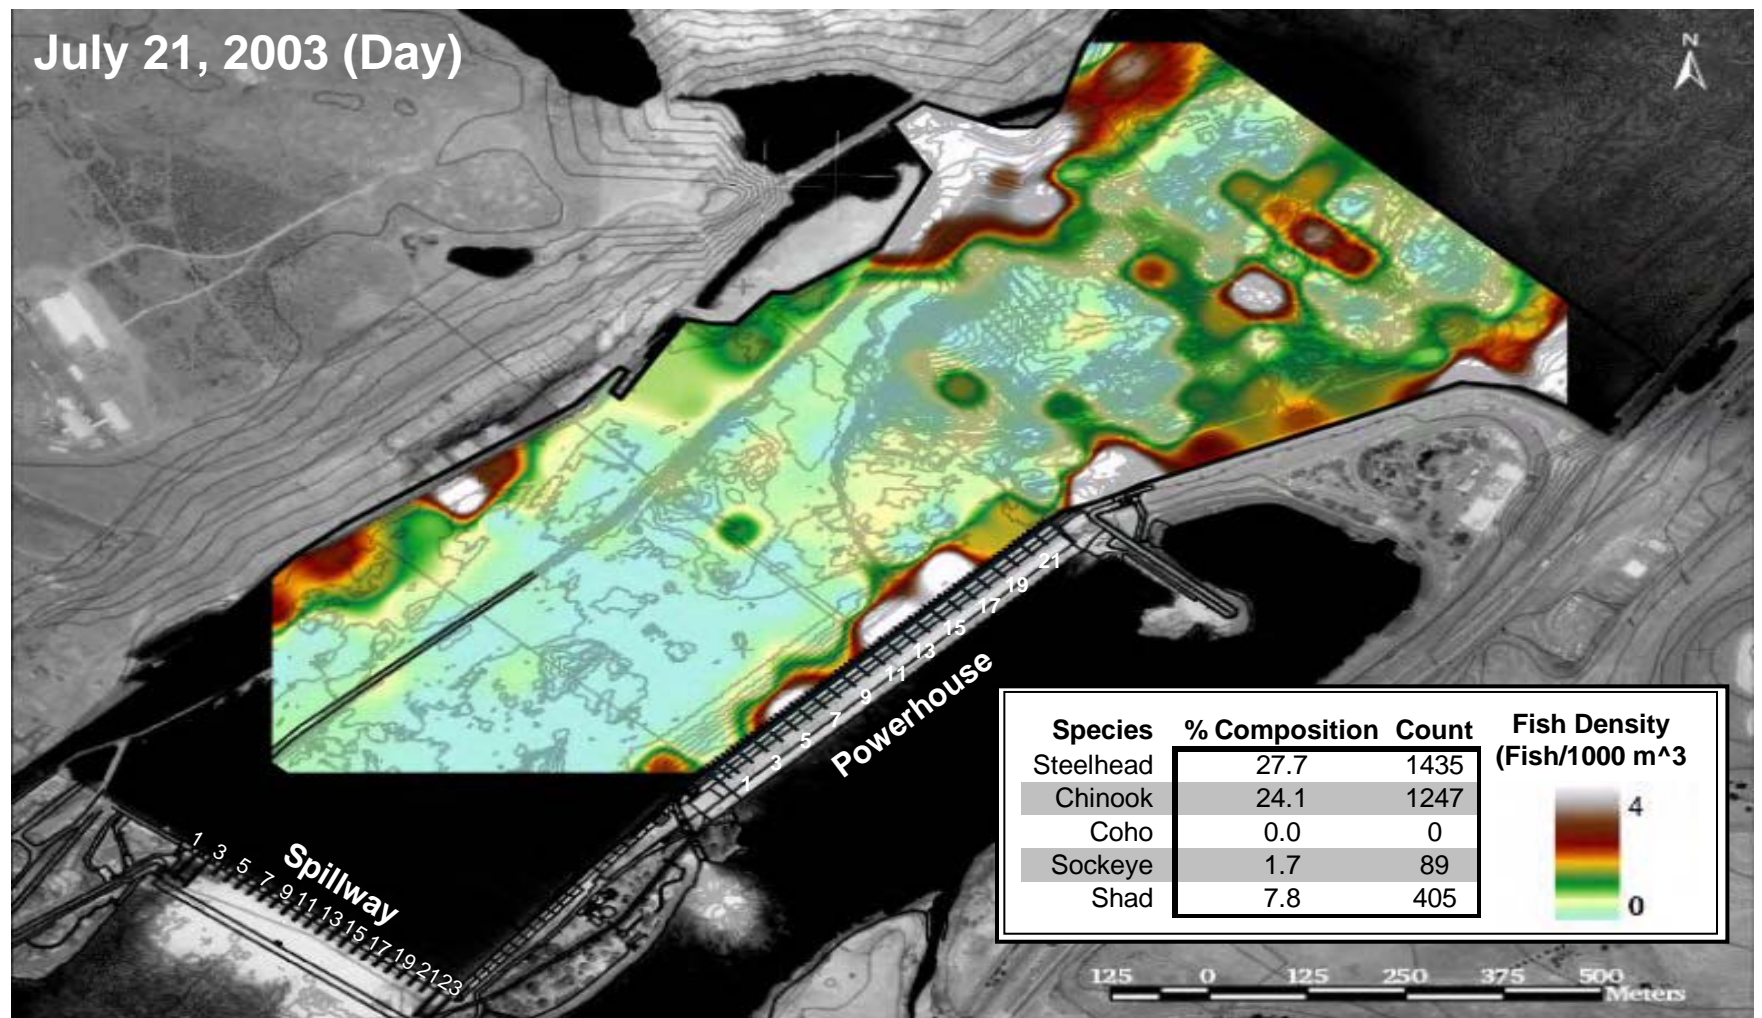 July 21, 2003 (Day)
N
21
19
17
15
13
11
9
7
5
3
1
Powerhouse
Spillway
1 3 5 7 9 11 13 15 17 19 21 23
Species % Composition Count
Steelhead 27.7 1435
Chinook 24.1 1247
Coho 0.0 0
Sockeye 1.7 89
Shad 7.8 405
Fish Density
(Fish/1000 m^3
4
0
125 0 125 250 375 500
Meters